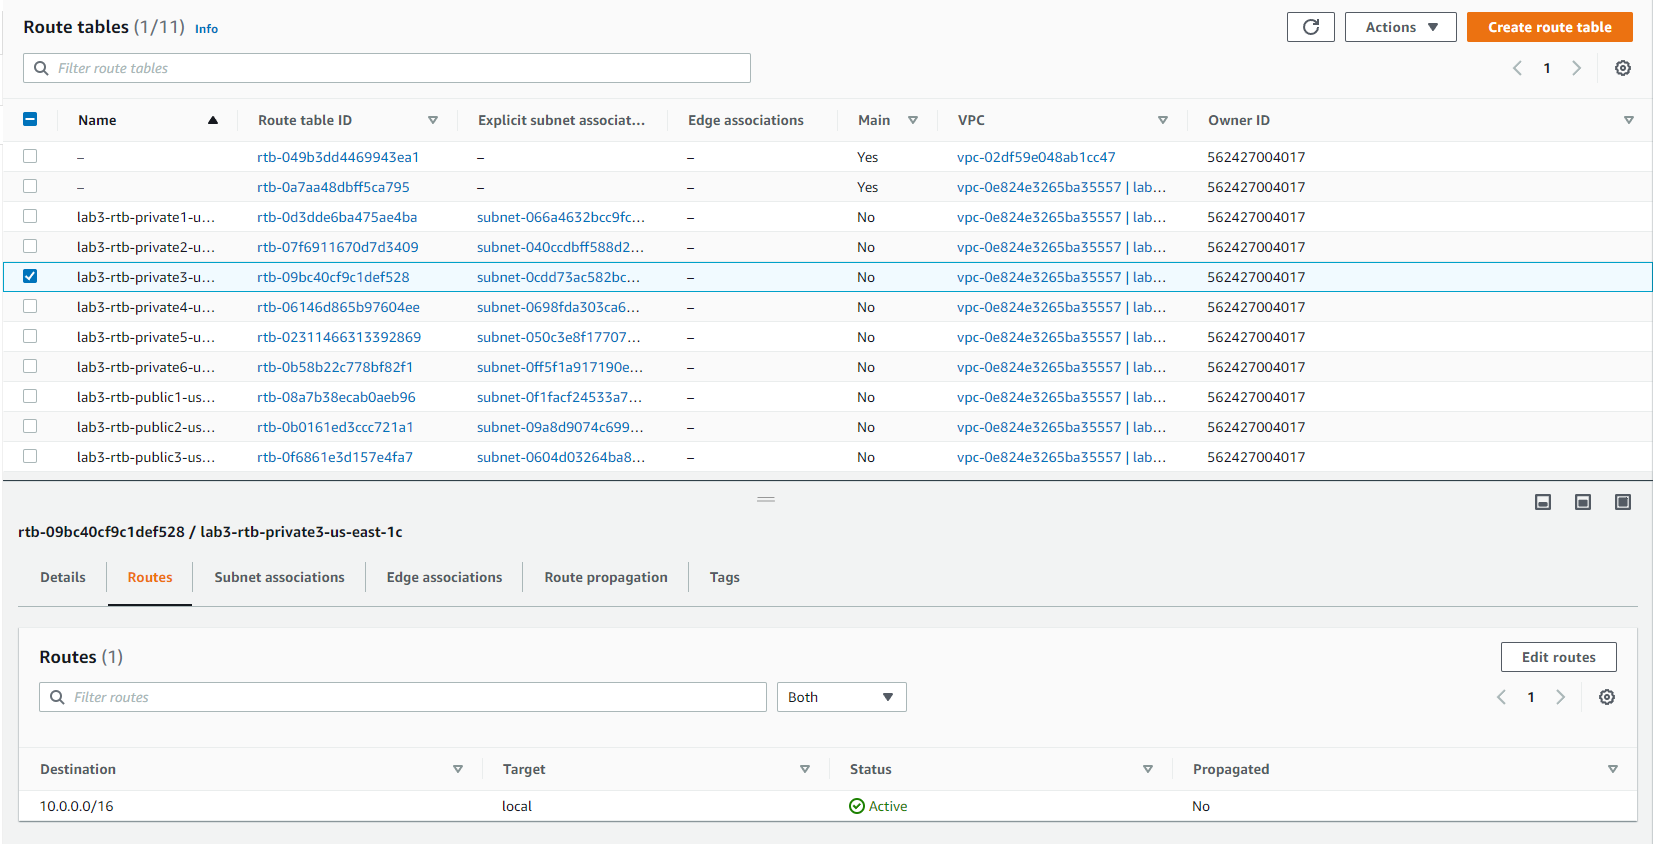 Route tables (1/11) Info
Actions
Create route table
Filter route tables
1
Name Route table ID Explicit subnet associat... Edge associations Main VPC Owner ID
– rtb-049b3dd4469943ea1 – – Yes vpc-02df59e048ab1cc47 562427004017
– rtb-0a7aa48dbff5ca795 – – Yes vpc-0e824e3265ba35557 | lab... 562427004017
lab3-rtb-private1-u... rtb-0d3dde6ba475ae4ba subnet-066a4632bcc9fc... – No vpc-0e824e3265ba35557 | lab... 562427004017
lab3-rtb-private2-u... rtb-07f6911670d7d3409 subnet-040ccdbff588d2... – No vpc-0e824e3265ba35557 | lab... 562427004017
lab3-rtb-private3-u... rtb-09bc40cf9c1def528 subnet-0cdd73ac582bc... – No vpc-0e824e3265ba35557 | lab... 562427004017
lab3-rtb-private4-u... rtb-06146d865b97604ee subnet-0698fda303ca6... – No vpc-0e824e3265ba35557 | lab... 562427004017
lab3-rtb-private5-u... rtb-02311466313392869 subnet-050c3e8f17707... – No vpc-0e824e3265ba35557 | lab... 562427004017
lab3-rtb-private6-u... rtb-0b58b22c778bf82f1 subnet-0ff5f1a917190e... – No vpc-0e824e3265ba35557 | lab... 562427004017
lab3-rtb-public1-us... rtb-08a7b38ecab0aeb96 subnet-0f1facf24533a7... – No vpc-0e824e3265ba35557 | lab... 562427004017
lab3-rtb-public2-us... rtb-0b0161ed3ccc721a1 subnet-09a8d9074c699... – No vpc-0e824e3265ba35557 | lab... 562427004017
lab3-rtb-public3-us... rtb-0f6861e3d157e4fa7 subnet-0604d03264ba8... – No vpc-0e824e3265ba35557 | lab... 562427004017
rtb-09bc40cf9c1def528 / lab3-rtb-private3-us-east-1c
Details Routes Subnet associations Edge associations Route propagation Tags
Routes (1)
Edit routes
Filter routes
Both
1
Destination Target Status Propagated
10.0.0.0/16 local Active No